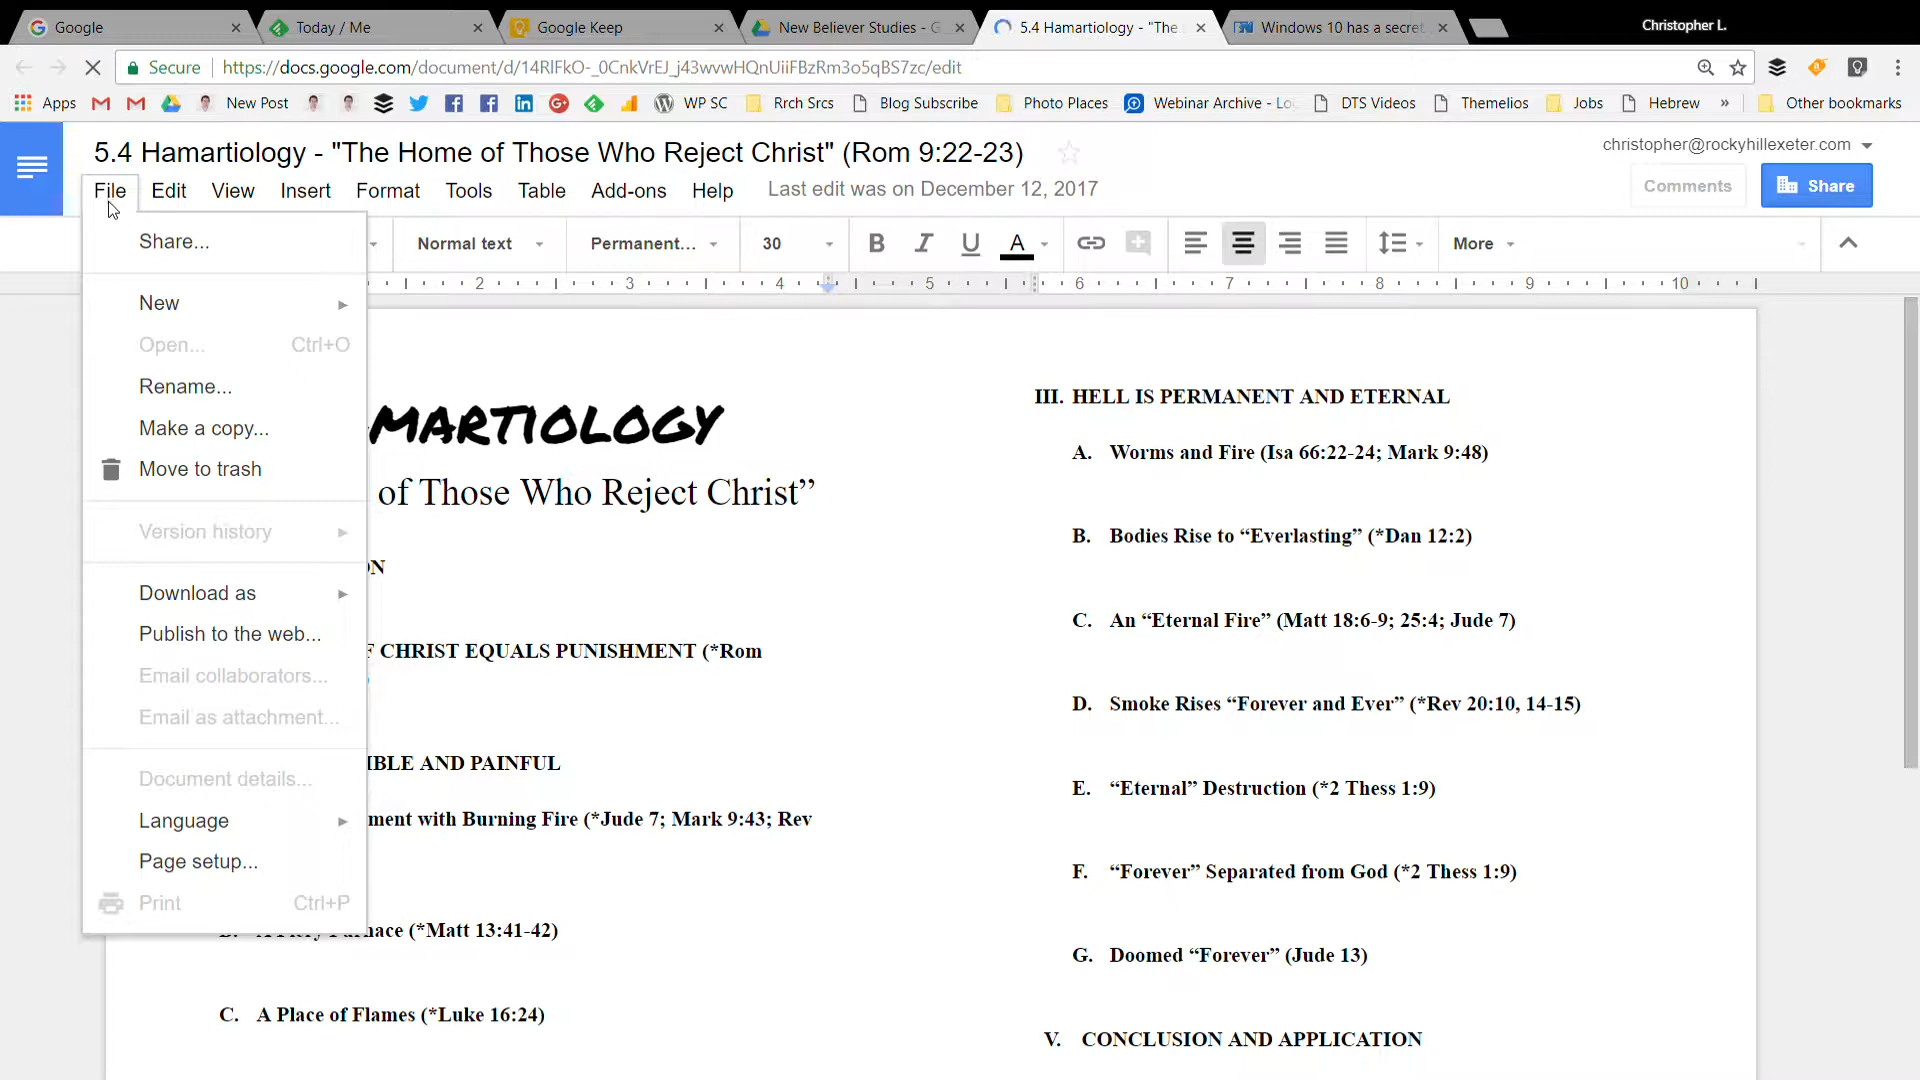 Google
Today / Me
Google Keep
New Believer Studies - G
5.4 Hamartiology - "The
Windows 10 has a secret
Christopher L.
Secure
https://docs.google.com/document/d/14RlFkO-_0CnkVrEJ_j43wvwHQnUiiFBzRm3o5qBS7zc/edit
Apps
New Post
WP SC
Rrch Srcs
Blog Subscribe
Photo Places
Webinar Archive - Lo
DTS Videos
Themelios
Jobs
Hebrew
»
Other bookmarks
5.4 Hamartiology - "The Home of Those Who Reject Christ" (Rom 9:22-23)
christopher@rockyhillexeter.com
File Edit View Insert Format Tools Table Add-ons Help
Last edit was on December 12, 2017
Comments
Share
Normal text
Permanent...
30
B I U A
More
2 3 4 5 6 7 8 9 10
Share...
New
Open... Ctrl+O
Rename...
Make a copy...
Move to trash
Version history
Download as
Publish to the web...
Email collaborators...
Email as attachment...
Document details...
Language
Page setup...
Print Ctrl+P
MARTIOLOGY
of Those Who Reject Christ”
ON
F CHRIST EQUALS PUNISHMENT (*Rom
IBLE AND PAINFUL
ment with Burning Fire (*Jude 7; Mark 9:43; Rev
nace (*Matt 13:41-42)
C. A Place of Flames (*Luke 16:24)
III. HELL IS PERMANENT AND ETERNAL
A. Worms and Fire (Isa 66:22-24; Mark 9:48)
B. Bodies Rise to “Everlasting” (*Dan 12:2)
C. An “Eternal Fire” (Matt 18:6-9; 25:4; Jude 7)
D. Smoke Rises “Forever and Ever” (*Rev 20:10, 14-15)
E. “Eternal” Destruction (*2 Thess 1:9)
F. “Forever” Separated from God (*2 Thess 1:9)
G. Doomed “Forever” (Jude 13)
V. CONCLUSION AND APPLICATION